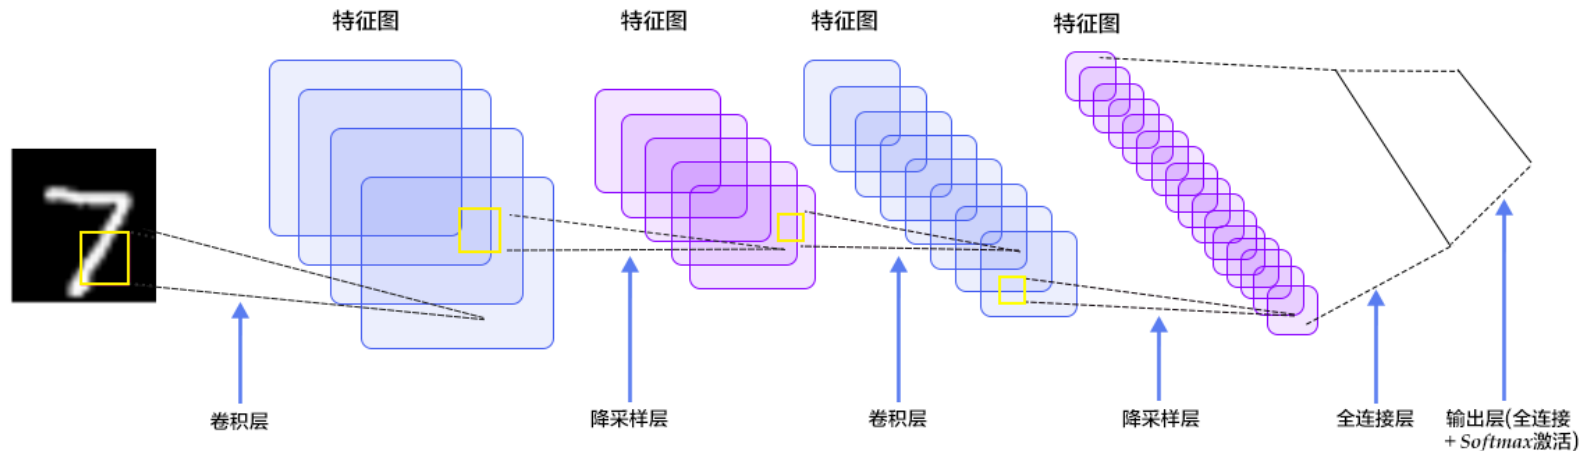 特征图
特征图
特征图
特征图
7
卷积层
降采样层
卷积层
降采样层
全连接层
输出层(全连接
+ Softmax激活)